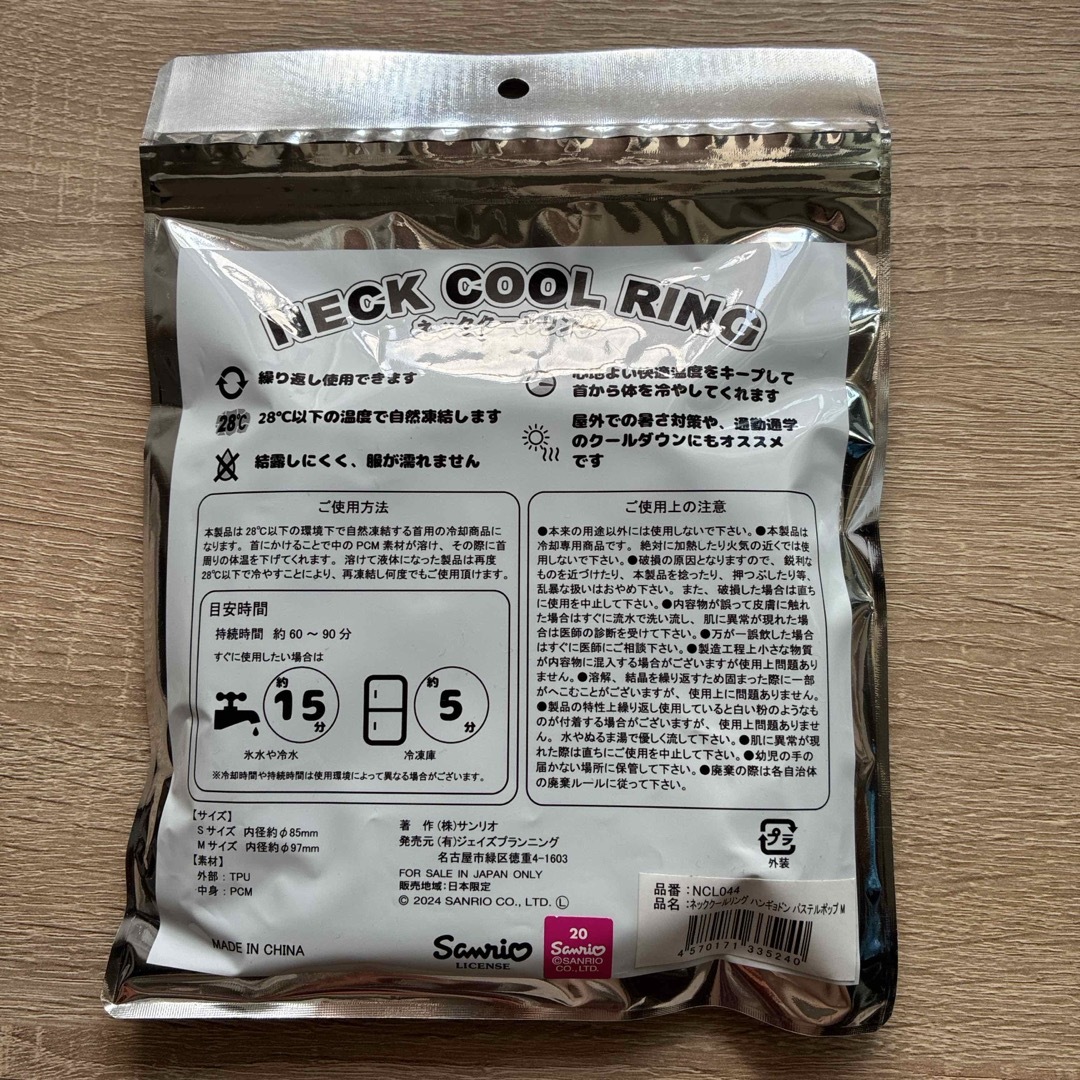 NECK COOL RING
ネッククールリング
繰り返し使用できます
28℃
28℃以下の温度で自然凍結します
結露しにくく、服が濡れません
心地よい快適温度をキープして
首から体を冷やしてくれます
屋外での暑さ対策や、通勤通学
のクールダウンにもオススメ
です
ご使用方法
本製品は28℃以下の環境下で自然凍結する首用の冷却商品に
なります。首にかけることで中のPCM素材が溶け、その際に首
周りの体温を下げてくれます。溶けて液体になった製品は再度
28℃以下で冷やすことにより、再凍結し何度でもご使用頂けます。
目安時間
持続時間 約60～90分
すぐに使用したい場合は
約
15
分
氷水や冷水
約
5
分
冷凍庫
※冷却時間や持続時間は使用環境によって異なる場合がございます。
ご使用上の注意
●本来の用途以外には使用しないで下さい。●本製品は
冷却専用商品です。絶対に加熱したり火気の近くでは使
用しないで下さい。●破損の原因となりますので、鋭利な
ものを近づけたり、本製品を捻ったり、押つぶしたり等、
乱暴な扱いはおやめ下さい。また、破損した場合は直ち
に使用を中止して下さい。●内容物が誤って皮膚に触れ
た場合はすぐに流水で洗い流し、肌に異常が現れた場
合は医師の診断を受けて下さい。●万が一誤飲した場合
はすぐに医師にご相談下さい。●製造工程上小さな物質
が内容物に混入する場合がございますが使用上問題あり
ません。●溶解、結晶を繰り返すため固まった際に一部
がへこむことがございますが、使用上に問題ありません。
●製品の特性上繰り返し使用していると白い粉のようなも
のが付着する場合がございますが、使用上問題ありませ
ん。水やぬるま湯で優しく流して下さい。●肌に異常が現
れた際は直ちにご使用を中止して下さい。●幼児の手の
届かない場所に保管して下さい。●廃棄の際は各自治体
の廃棄ルールに従って下さい。
【サイズ】
Sサイズ 内径約φ85mm
Mサイズ 内径約φ97mm
【素材】
外部：TPU
中身：PCM
MADE IN CHINA
著 作(株)サンリオ
発売元(有)ジェイズプランニング
名古屋市緑区徳重4-1603
FOR SALE IN JAPAN ONLY
販売地域：日本限定
© 2024 SANRIO CO., LTD. Ⓛ
Sanrio
LICENSE
20
Sanrio
©SANRIO
CO., LTD.
プラ
外装
品番：NCL044
品名：ネッククールリング ハンギョドン パステルポップ M
4 570171 335240